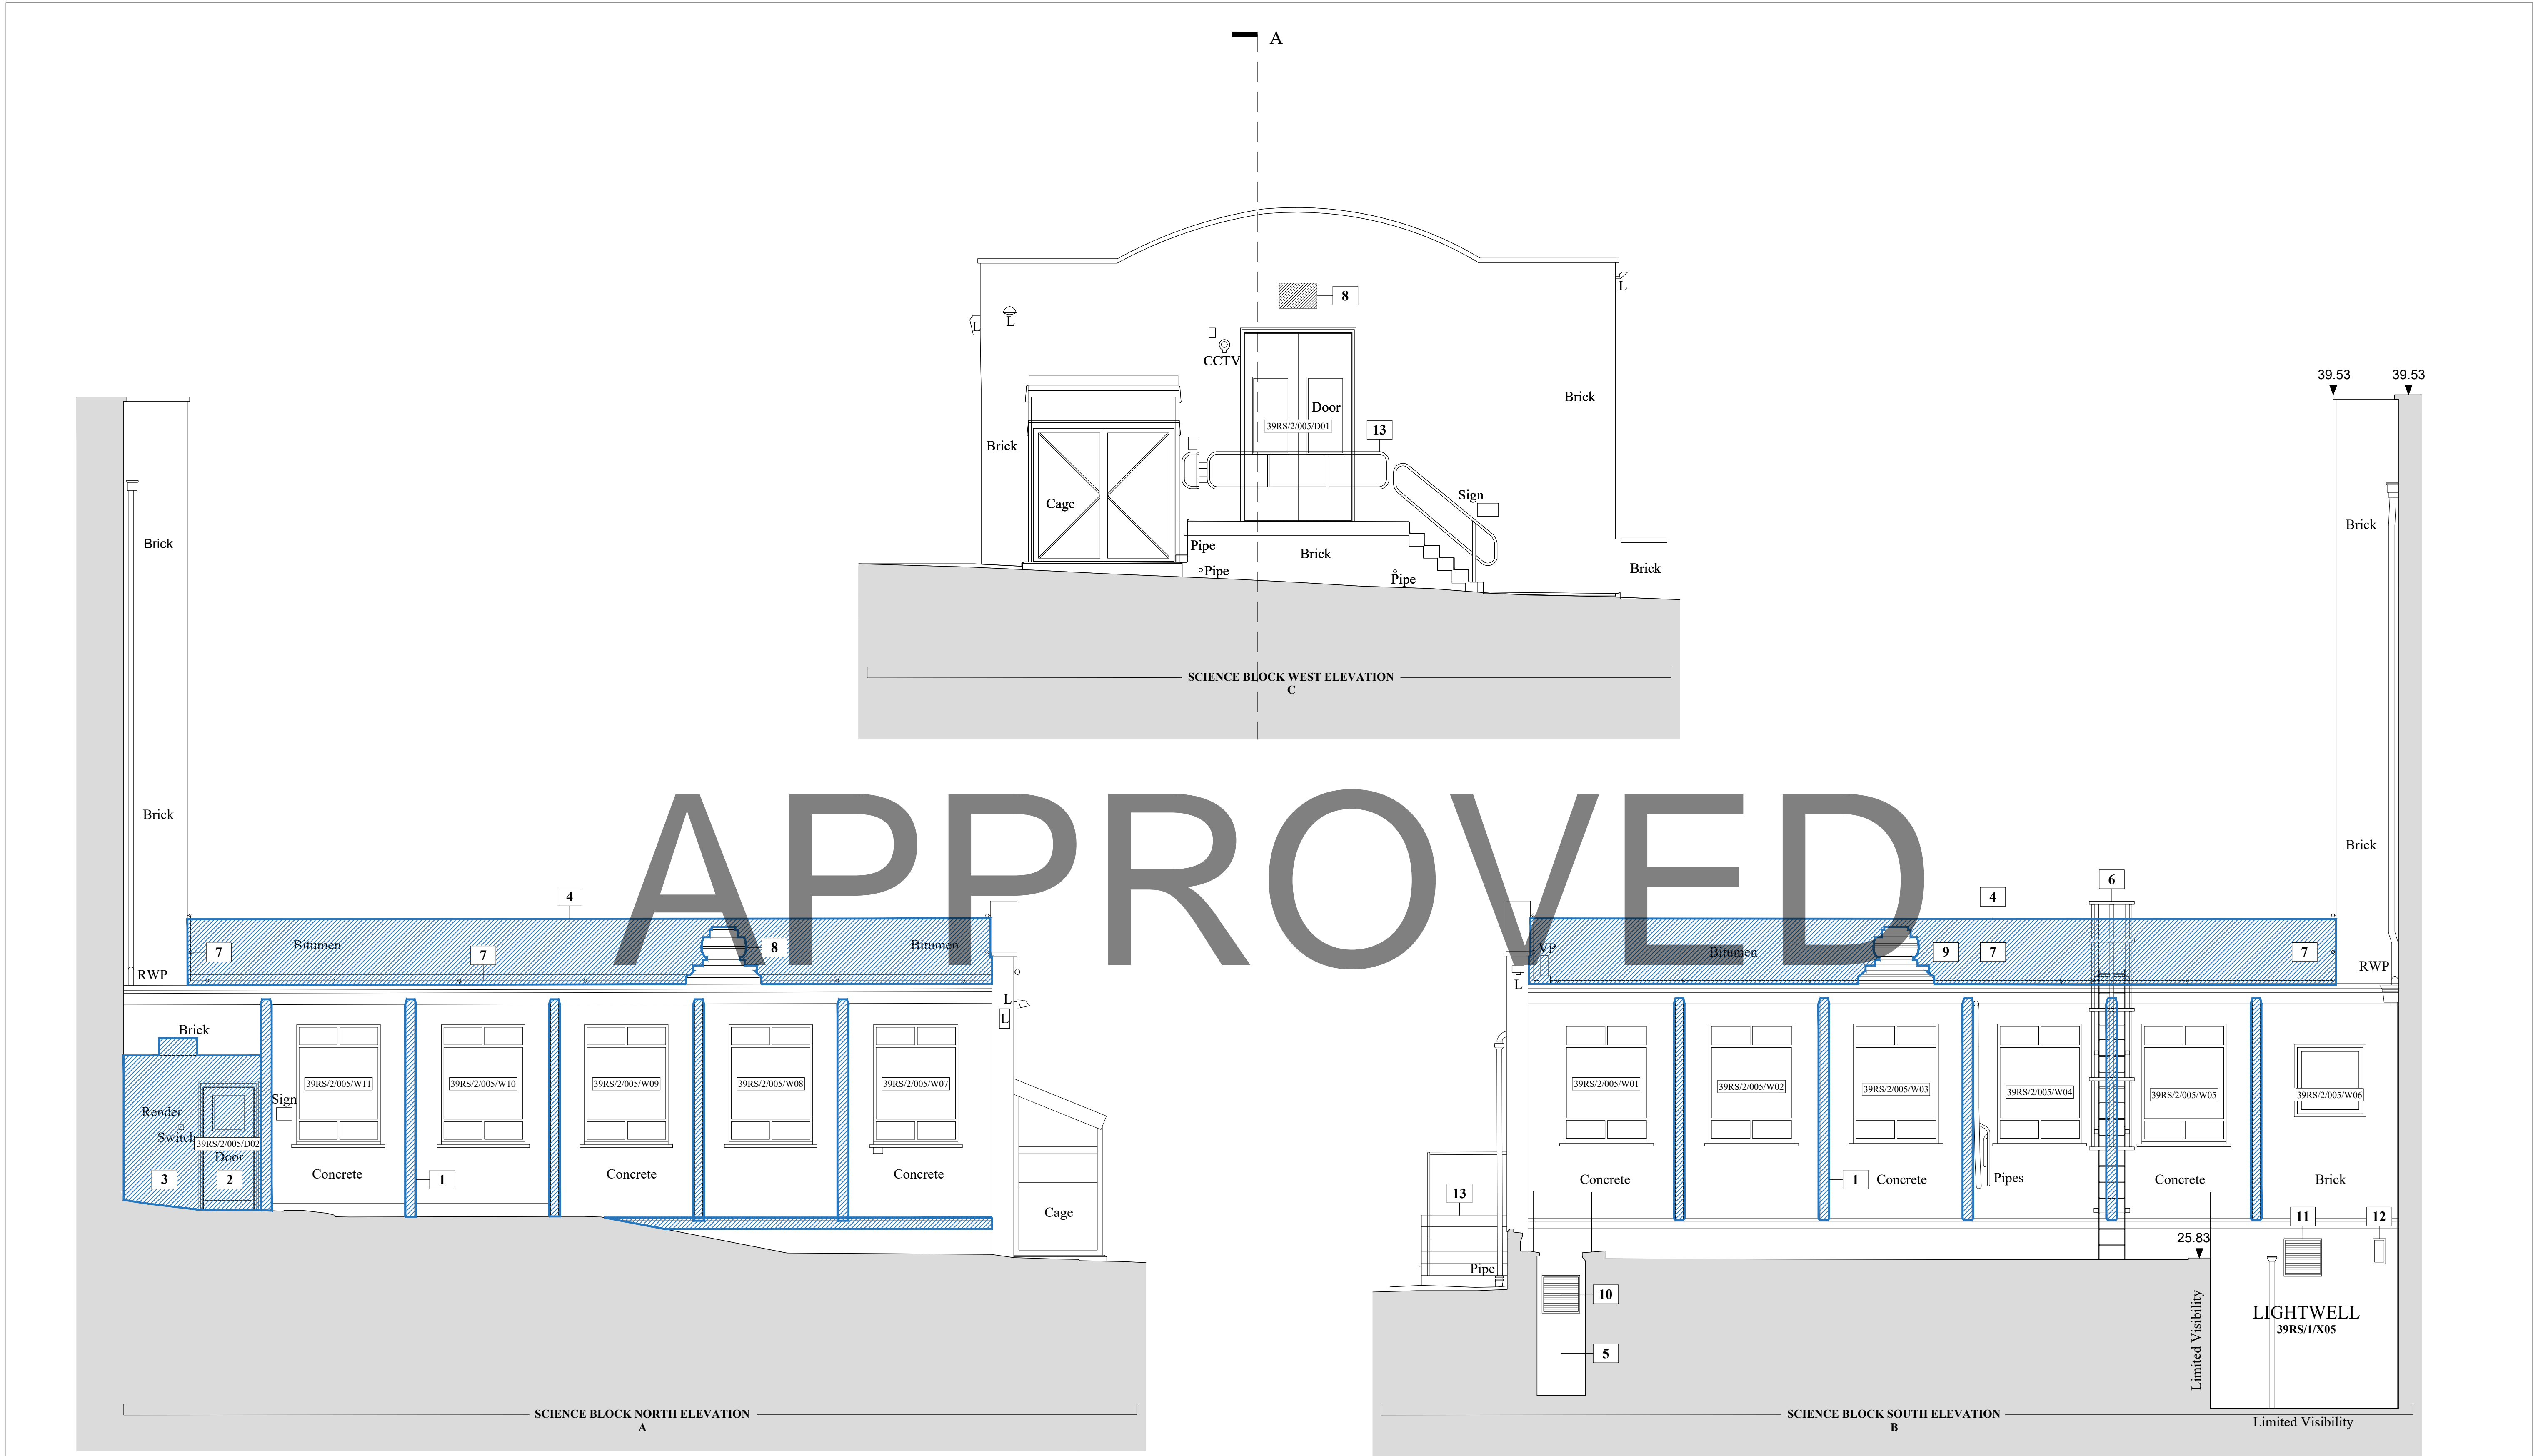 A
8
L
L
L
CCTV
Door
39RS/2/005/D01
13
Brick
Brick
Cage
Sign
Pipe
Brick
Pipe
Pipe
Brick
SCIENCE BLOCK WEST ELEVATION
C
39.53
39.53
APPROVED
Brick
Brick
RWP
4
7
Bitumen
7
8
Bitumen
L
L
Brick
Render
Switch
39RS/2/005/D02
Door
3
2
Sign
39RS/2/005/W11
39RS/2/005/W10
39RS/2/005/W09
39RS/2/005/W08
39RS/2/005/W07
Concrete
1
Concrete
Concrete
Cage
SCIENCE BLOCK NORTH ELEVATION
A
Brick
Brick
RWP
6
4
VP
Bitumen
9
7
7
L
39RS/2/005/W01
39RS/2/005/W02
39RS/2/005/W03
39RS/2/005/W04
39RS/2/005/W05
39RS/2/005/W06
Concrete
1
Concrete
Pipes
Concrete
Brick
13
Pipe
10
5
25.83
11
12
Limited Visibility
LIGHTWELL
39RS/1/X05
Limited Visibility
SCIENCE BLOCK SOUTH ELEVATION
B